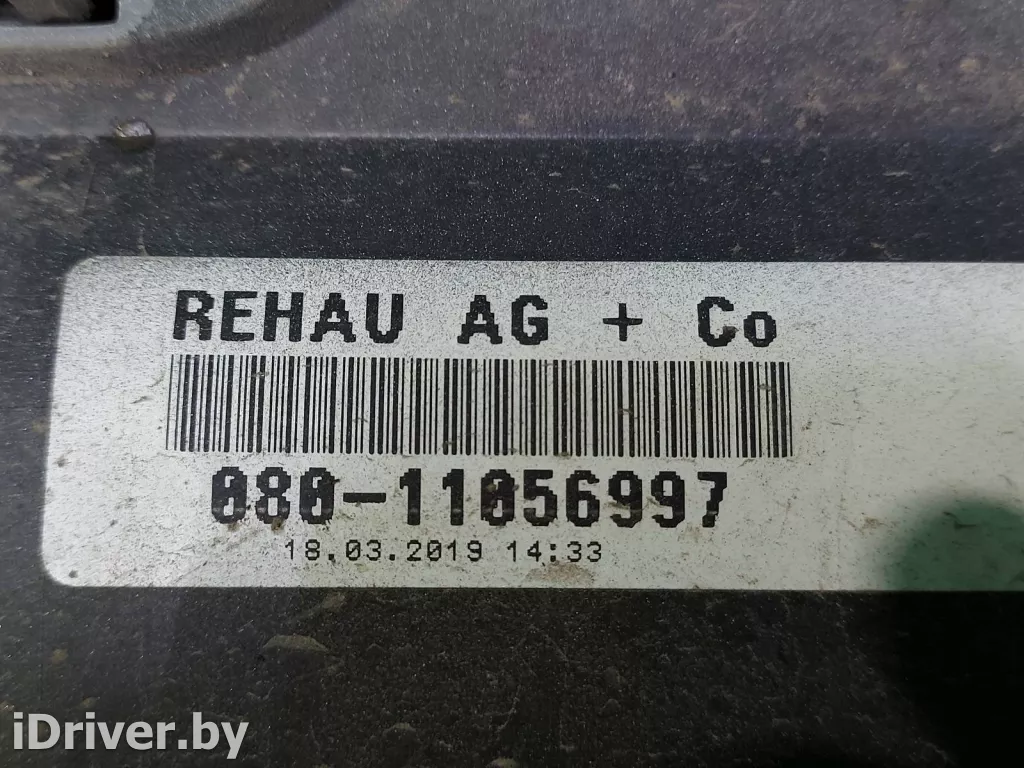 REHAU AG + Co
080-11056997
18.03.2019 14:33
iDriver.by